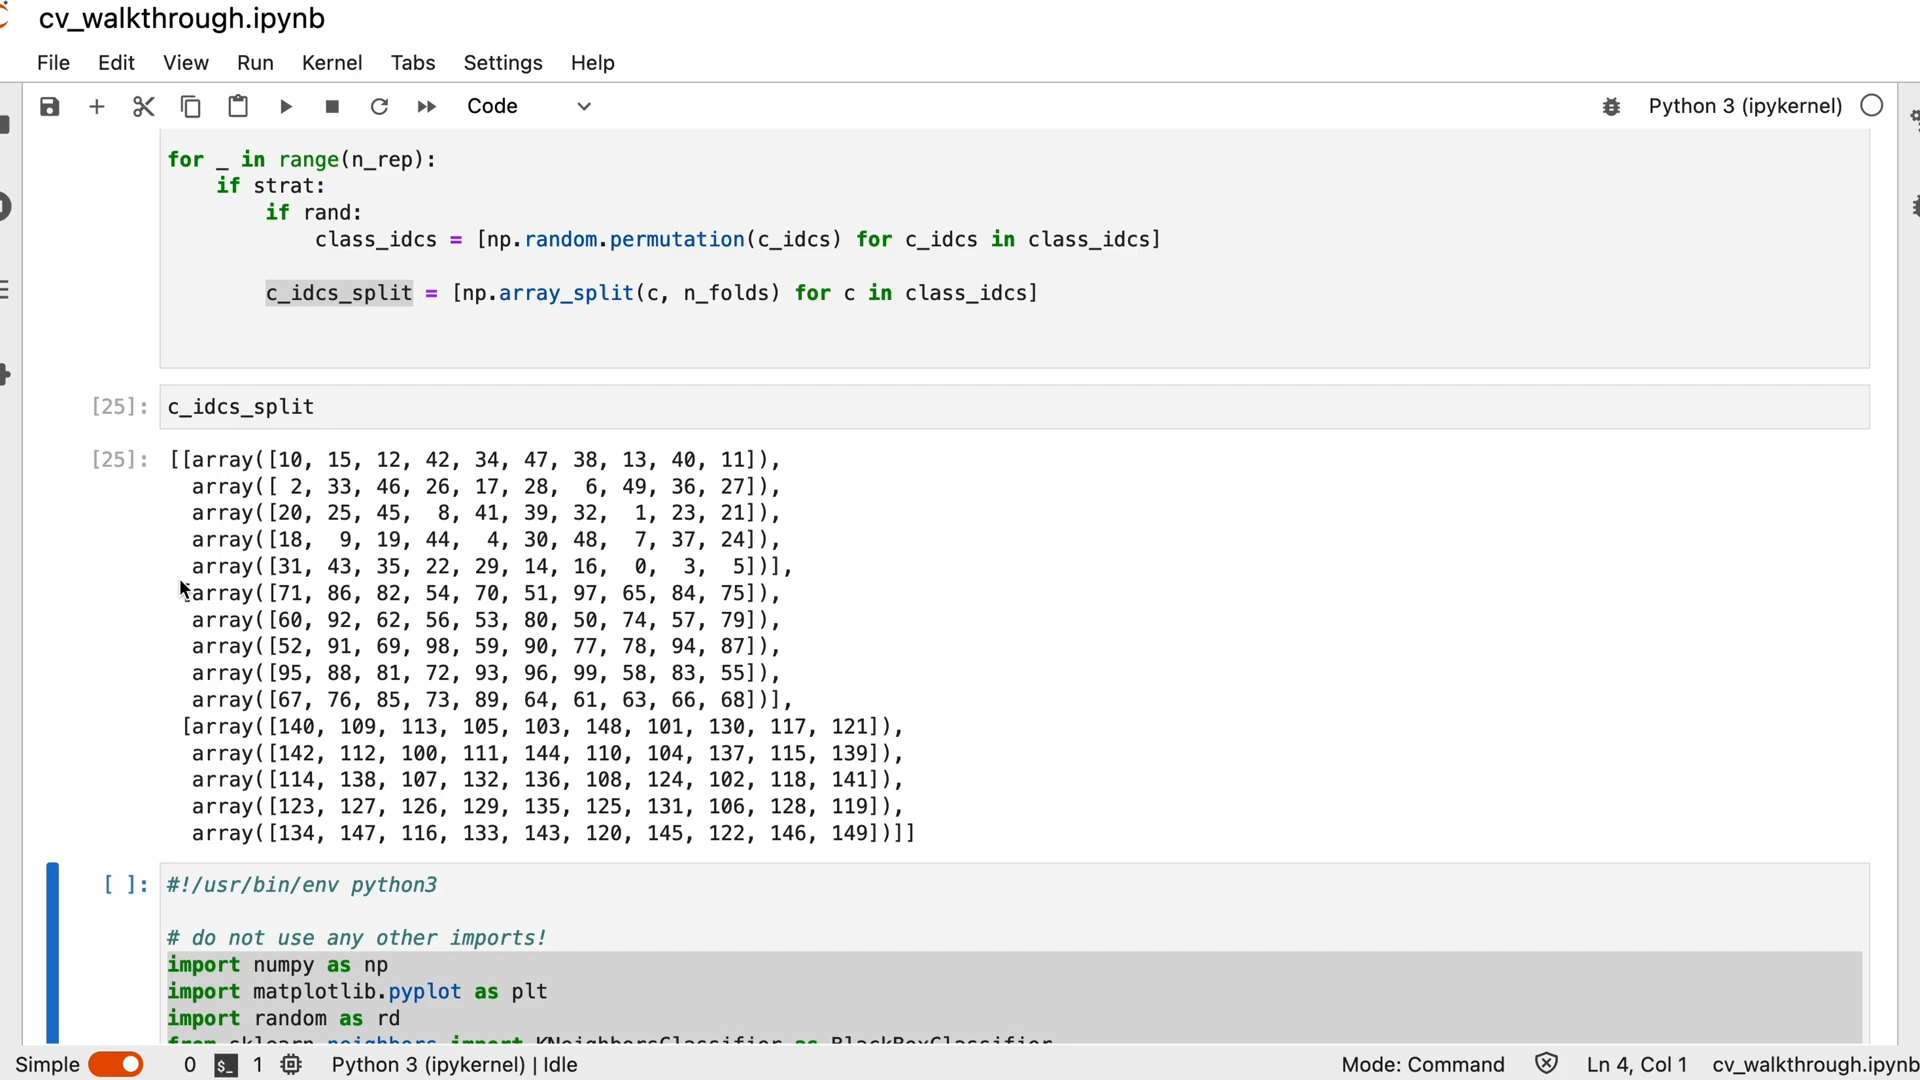 cv_walkthrough.ipynb
File Edit View Run Kernel Tabs Settings Help
Code Python 3 (ipykernel)
for _ in range(n_rep):
if strat:
if rand:
class_idcs = [np.random.permutation(c_idcs) for c_idcs in class_idcs]
c_idcs_split = [np.array_split(c, n_folds) for c in class_idcs]
[25]: c_idcs_split
[25]: [[array([10, 15, 12, 42, 34, 47, 38, 13, 40, 11]),
array([ 2, 33, 46, 26, 17, 28, 6, 49, 36, 27]),
array([20, 25, 45, 8, 41, 39, 32, 1, 23, 21]),
array([18, 9, 19, 44, 4, 30, 48, 7, 37, 24]),
array([31, 43, 35, 22, 29, 14, 16, 0, 3, 5])],
array([71, 86, 82, 54, 70, 51, 97, 65, 84, 75]),
array([60, 92, 62, 56, 53, 80, 50, 74, 57, 79]),
array([52, 91, 69, 98, 59, 90, 77, 78, 94, 87]),
array([95, 88, 81, 72, 93, 96, 99, 58, 83, 55]),
array([67, 76, 85, 73, 89, 64, 61, 63, 66, 68])],
[array([140, 109, 113, 105, 103, 148, 101, 130, 117, 121]),
array([142, 112, 100, 111, 144, 110, 104, 137, 115, 139]),
array([114, 138, 107, 132, 136, 108, 124, 102, 118, 141]),
array([123, 127, 126, 129, 135, 125, 131, 106, 128, 119]),
array([134, 147, 116, 133, 143, 120, 145, 122, 146, 149])]]
[ ]: #!/usr/bin/env python3
# do not use any other imports!
import numpy as np
import matplotlib.pyplot as plt
import random as rd
from sklearn.neighbors import KNeighborsClassifier as BlackBoxClassifier
Simple 0 $_ 1 Python 3 (ipykernel) | Idle Mode: Command Ln 4, Col 1 cv_walkthrough.ipynb